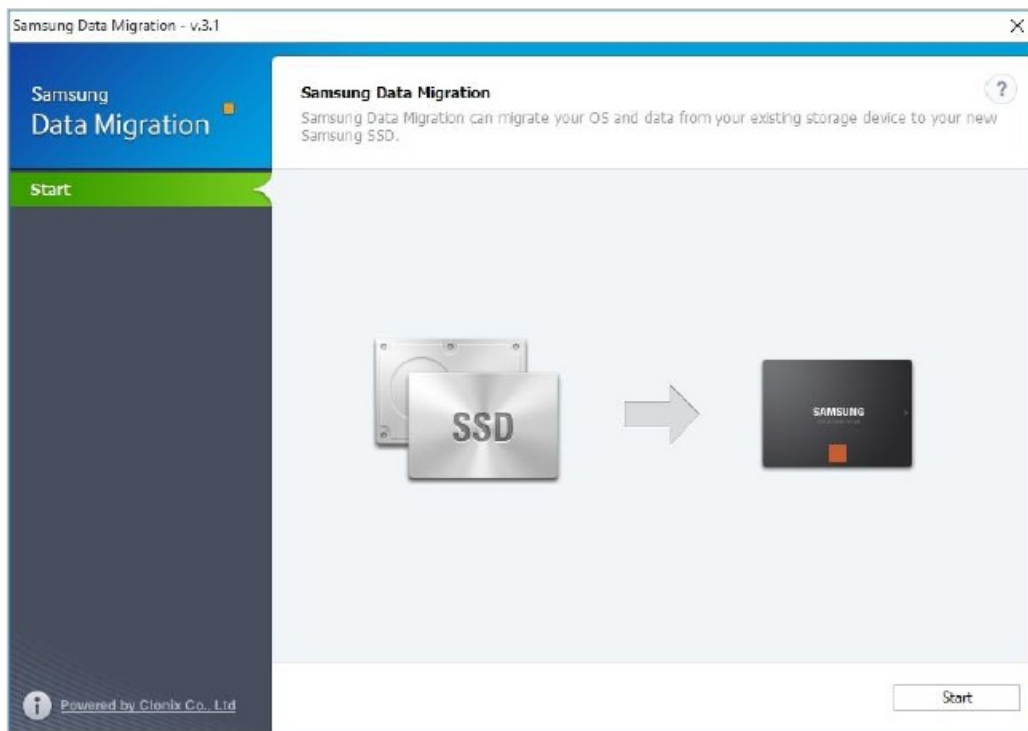 Samsung Data Migration - v.3.1
Samsung
Data Migration
Samsung Data Migration
?
Samsung Data Migration can migrate your OS and data from your existing storage device to your new
Samsung SSD.
Start
SSD
SAMSUNG
i
Powered by Clonix Co., Ltd
Start